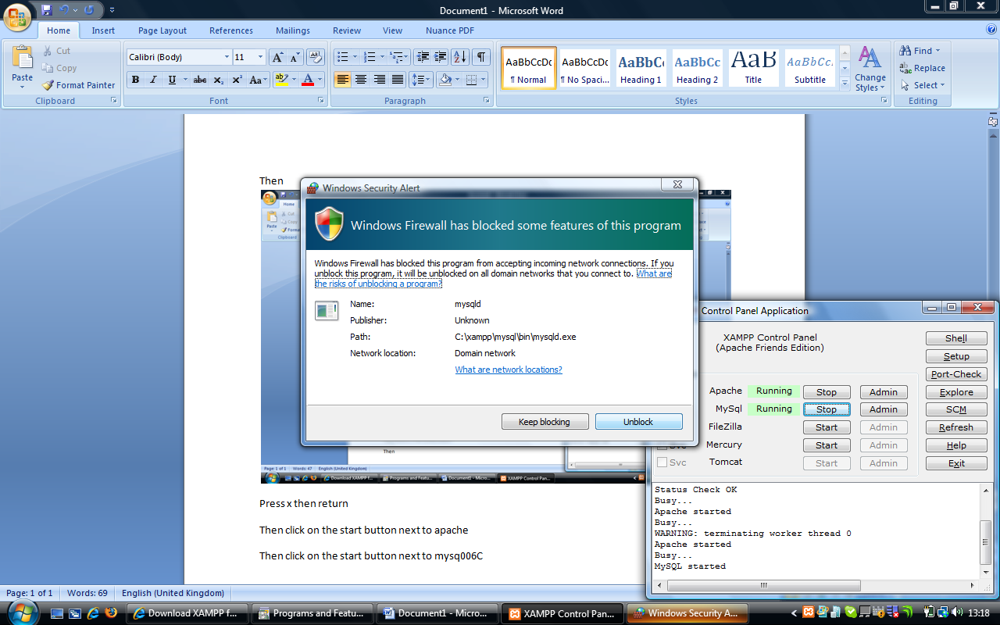 Document1 - Microsoft Word
Home Insert Page Layout References Mailings Review View Nuance PDF
Paste
Cut
Copy
Format Painter
Clipboard
Calibri (Body) 11
Font
Paragraph
AaBbCcDc AaBbCcDc AaBbCc AaBbCc AaB AaBbCc.
¶ Normal ¶ No Spaci... Heading 1 Heading 2 Title Subtitle
Change
Styles
Styles
Find
Replace
Select
Editing
Then
Windows Security Alert
Windows Firewall has blocked some features of this program
Windows Firewall has blocked this program from accepting incoming network connections. If you
unblock this program, it will be unblocked on all domain networks that you connect to. What are
the risks of unblocking a program?
Name: mysqld
Publisher: Unknown
Path: C:\xampp\mysql\bin\mysqld.exe
Network location: Domain network
What are network locations?
Keep blocking Unblock
Then
Control Panel Application
XAMPP Control Panel
(Apache Friends Edition)
Shell
Setup
Port-Check
Apache Running Stop Admin Explore
MySql Running Stop Admin SCM
FileZilla Start Admin Refresh
Svc Mercury Start Admin Help
Svc Tomcat Start Admin Exit
Status Check OK
Busy...
Apache started
Busy...
WARNING: terminating worker thread 0
Apache started
Busy...
MySQL started
Press x then return
Then click on the start button next to apache
Then click on the start button next to mysq006C
Page: 1 of 1 Words: 69 English (United Kingdom)
Download XAMPP f... Programs and Featu... Document1 - Micro... XAMPP Control Pan... Windows Security A... 13:18